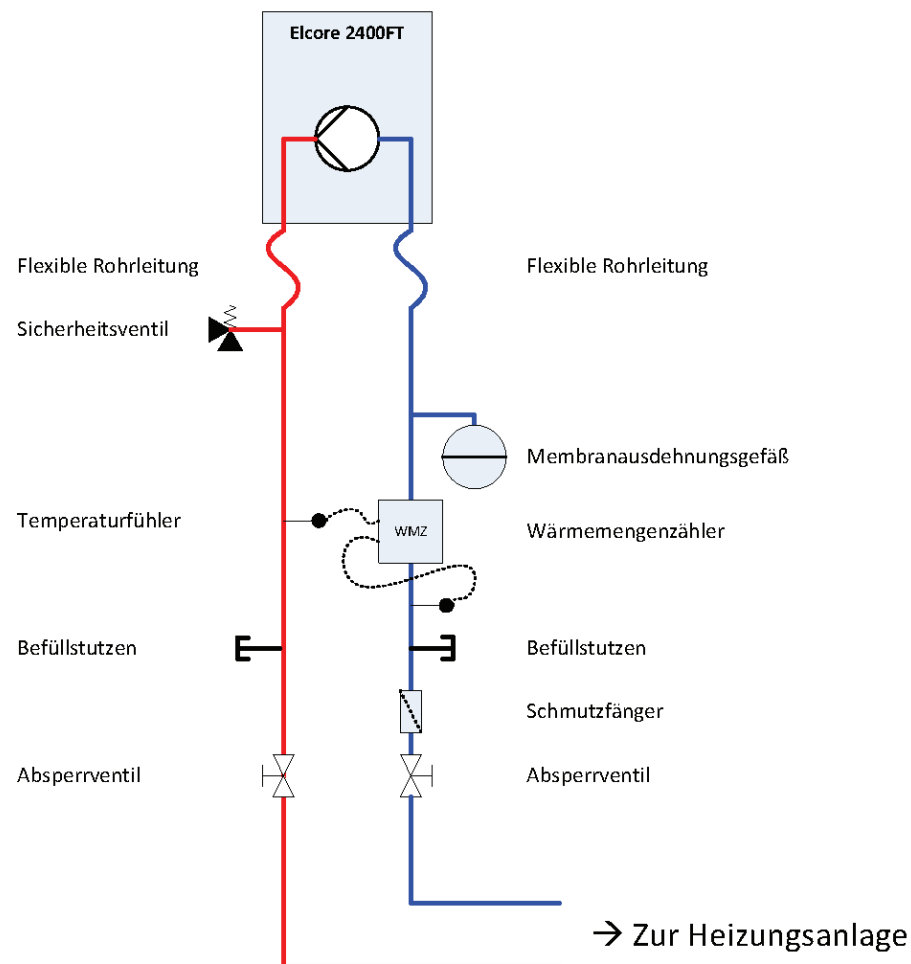 Elcore 2400FT
Flexible Rohrleitung
Flexible Rohrleitung
Sicherheitsventil
Membranausdehnungsgefäß
Temperaturfühler
WMZ
Wärmemengenzähler
Befüllstutzen
Befüllstutzen
Schmutzfänger
Absperrventil
Absperrventil
→ Zur Heizungsanlage